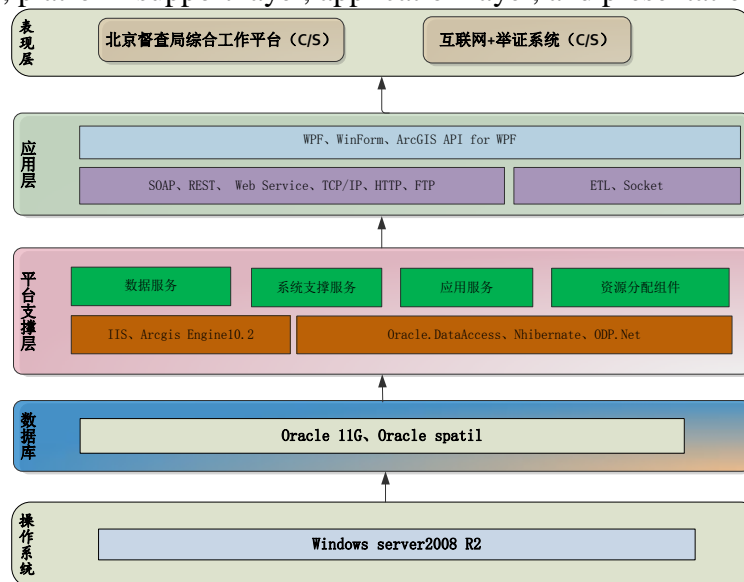 , platform support layer, application layer, and presentatio
表现层
北京督查局综合工作平台（C/S）
互联网+举证系统（C/S）
应用层
WPF、WinForm、ArcGIS API for WPF
SOAP、REST、 Web Service、TCP/IP、HTTP、FTP
ETL、Socket
平台支撑层
数据服务
系统支撑服务
应用服务
资源分配组件
IIS、Arcgis Engine10.2
Oracle.DataAccess、Nhibernate、ODP.Net
数据库
Oracle 11G、Oracle spatil
操作系统
Windows server2008 R2